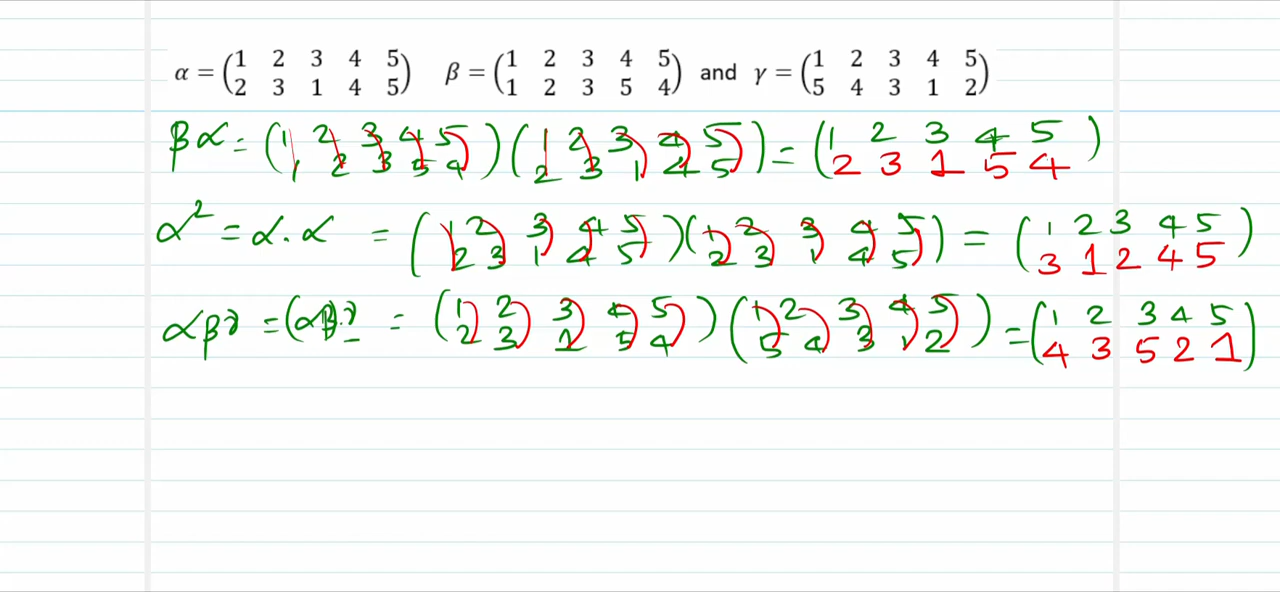 α = (1 2 3 4 5 β = (1 2 3 4 5 and γ = (1 2 3 4 5
2 3 1 4 5) 1 2 3 5 4) 5 4 3 1 2)
βα = (1 2 3 4 5)(1 2 3 4 5) = (1 2 3 4 5)
1 2 3 5 4 2 3 1 4 5 2 3 1 5 4
α² = α . α = (1 2 3 4 5)(1 2 3 4 5) = (1 2 3 4 5)
2 3 1 4 5 2 3 1 4 5 3 1 2 4 5
αβγ = (αβ).γ = (1 2 3 4 5)(1 2 3 4 5) = (1 2 3 4 5)
2 3 1 5 4 5 4 3 1 2 4 3 5 2 1